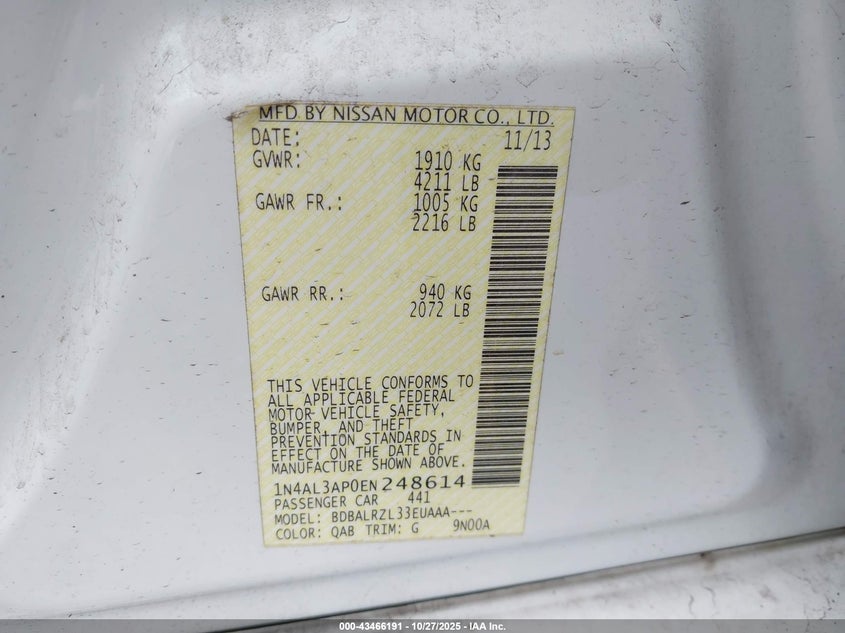 MFD BY NISSAN MOTOR CO., LTD.
DATE: 11/13
GVWR: 1910 KG
4211 LB
GAWR FR.: 1005 KG
2216 LB
GAWR RR.: 940 KG
2072 LB
THIS VEHICLE CONFORMS TO
ALL APPLICABLE FEDERAL
MOTOR VEHICLE SAFETY,
BUMPER, AND THEFT
PREVENTION STANDARDS IN
EFFECT ON THE DATE OF
MANUFACTURE SHOWN ABOVE.
1N4AL3AP0EN248614
PASSENGER CAR 441
MODEL: BDBALRZL33EUAAA---
COLOR: QAB TRIM: G 9N00A
000-43466191 - 10/27/2025 - IAA Inc.